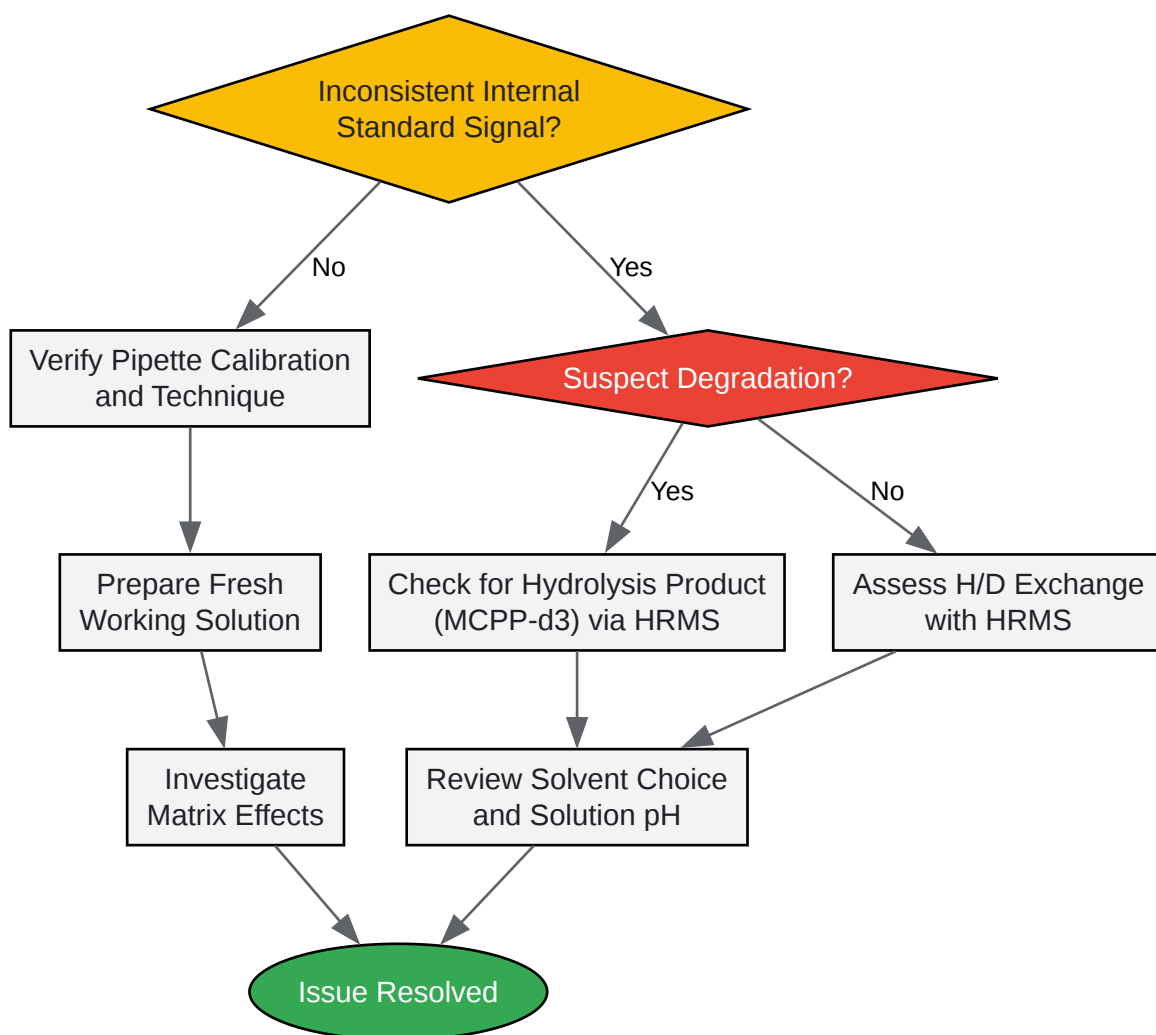 Inconsistent Internal
Standard Signal?
No
Yes
Verify Pipette Calibration
and Technique
Suspect Degradation?
Yes
No
Prepare Fresh
Working Solution
Check for Hydrolysis Product
(MCPP-d3) via HRMS
Assess H/D Exchange
with HRMS
Investigate
Matrix Effects
Review Solvent Choice
and Solution pH
Issue Resolved